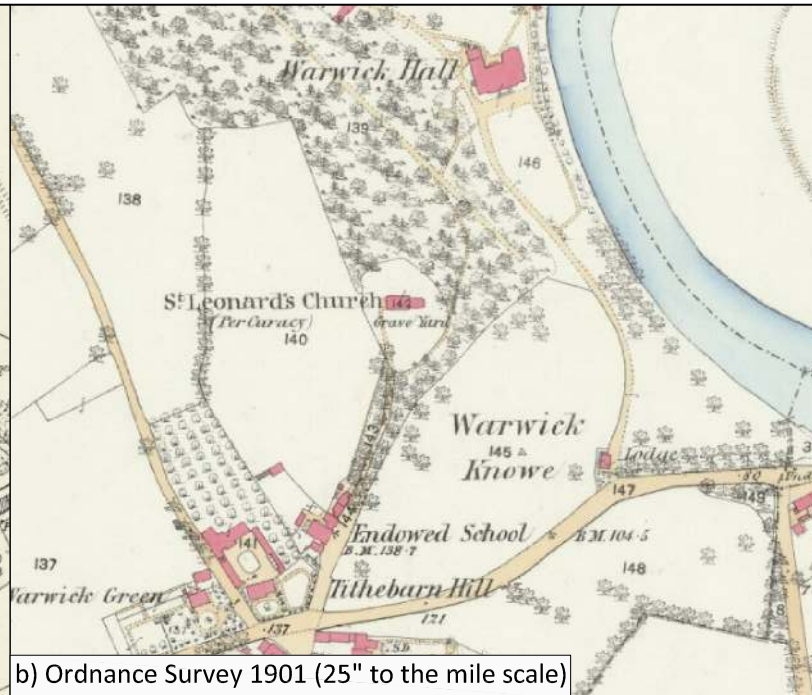 Warwick Hall
139
146
138
St. Leonard's Church
142
(Per. Curacy)
Grave Yard
140
Warwick
145
Knowe
143
Lodge
147
149
144
Endowed School
B.M. 138.7
B.M. 104.5
141
137
148
Warwick Green
Tithebarn Hill
121
.137
8
S.B.
b) Ordnance Survey 1901 (25" to the mile scale)